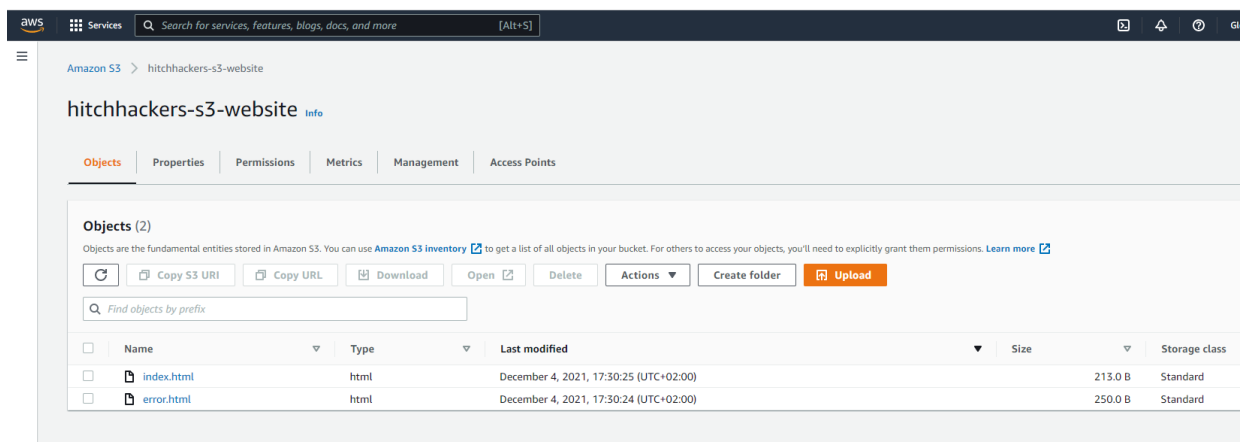 aws Services Search for services, features, blogs, docs, and more [Alt+S]
Amazon S3 > hitchhackers-s3-website
hitchhackers-s3-website Info
Objects Properties Permissions Metrics Management Access Points
Objects (2)
Objects are the fundamental entities stored in Amazon S3. You can use Amazon S3 inventory to get a list of all objects in your bucket. For others to access your objects, you'll need to explicitly grant them permissions. Learn more
Copy S3 URI Copy URL Download Open Delete Actions Create folder Upload
Find objects by prefix
Name Type Last modified Size Storage class
index.html html December 4, 2021, 17:30:25 (UTC+02:00) 213.0 B Standard
error.html html December 4, 2021, 17:30:24 (UTC+02:00) 250.0 B Standard